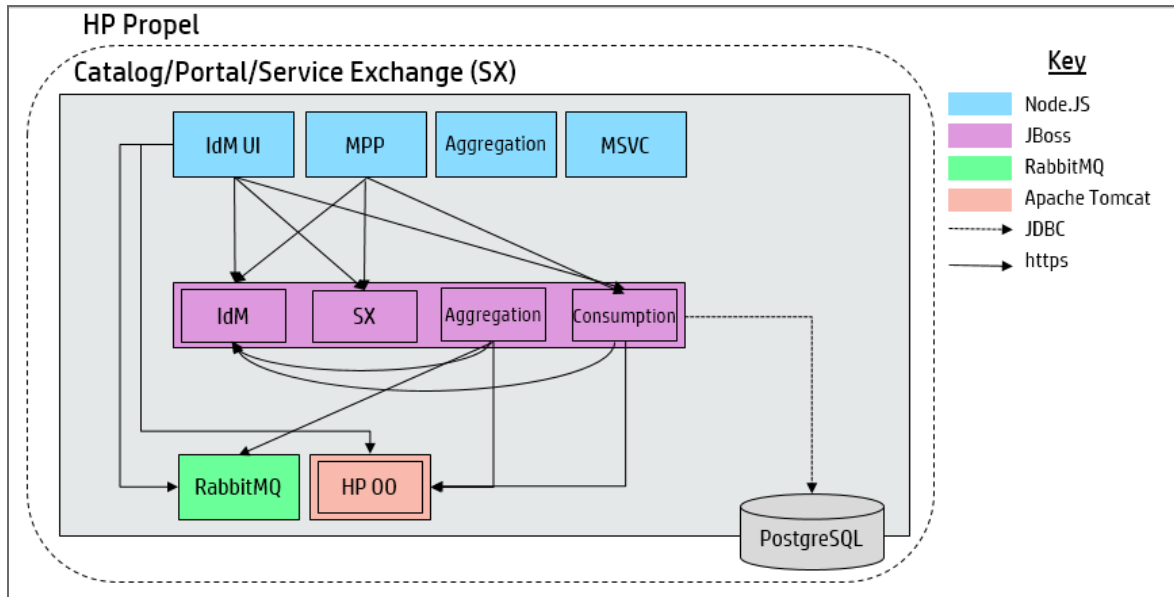 HP Propel
Catalog/Portal/Service Exchange (SX)
Key
Node.JS
JBoss
RabbitMQ
Apache Tomcat
JDBC
https
IdM UI
MPP
Aggregation
MSVC
IdM
SX
Aggregation
Consumption
RabbitMQ
HP OO
PostgreSQL